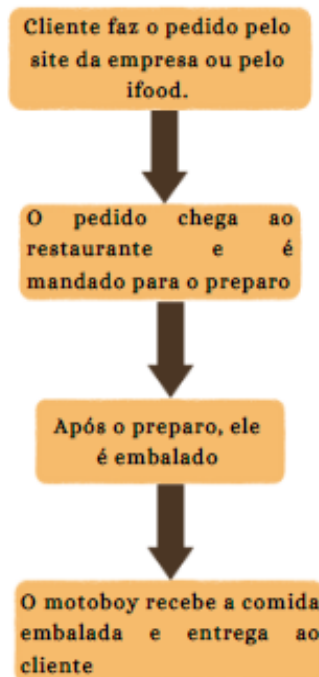 Cliente faz o pedido pelo
site da empresa ou pelo
ifood.
O pedido chega ao
restaurante e é
mandado para o preparo
Após o preparo, ele
é embalado
O motoboy recebe a comida
embalada e entrega ao
cliente